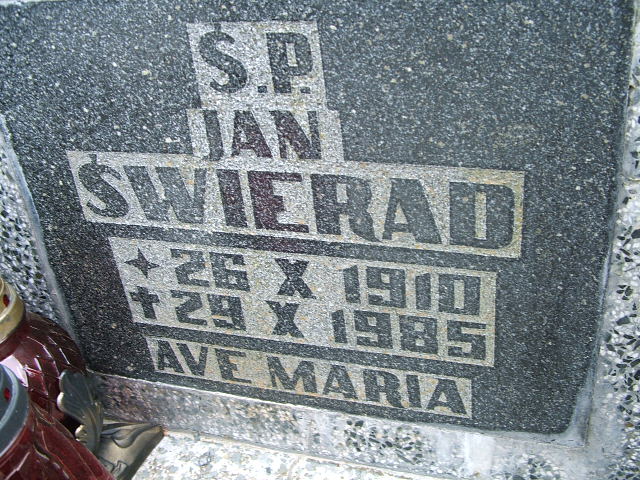 Ś.P.
JAN
ŚWIERAD
✦ 26 X 1910
✝ 29 X 1985
AVE MARIA